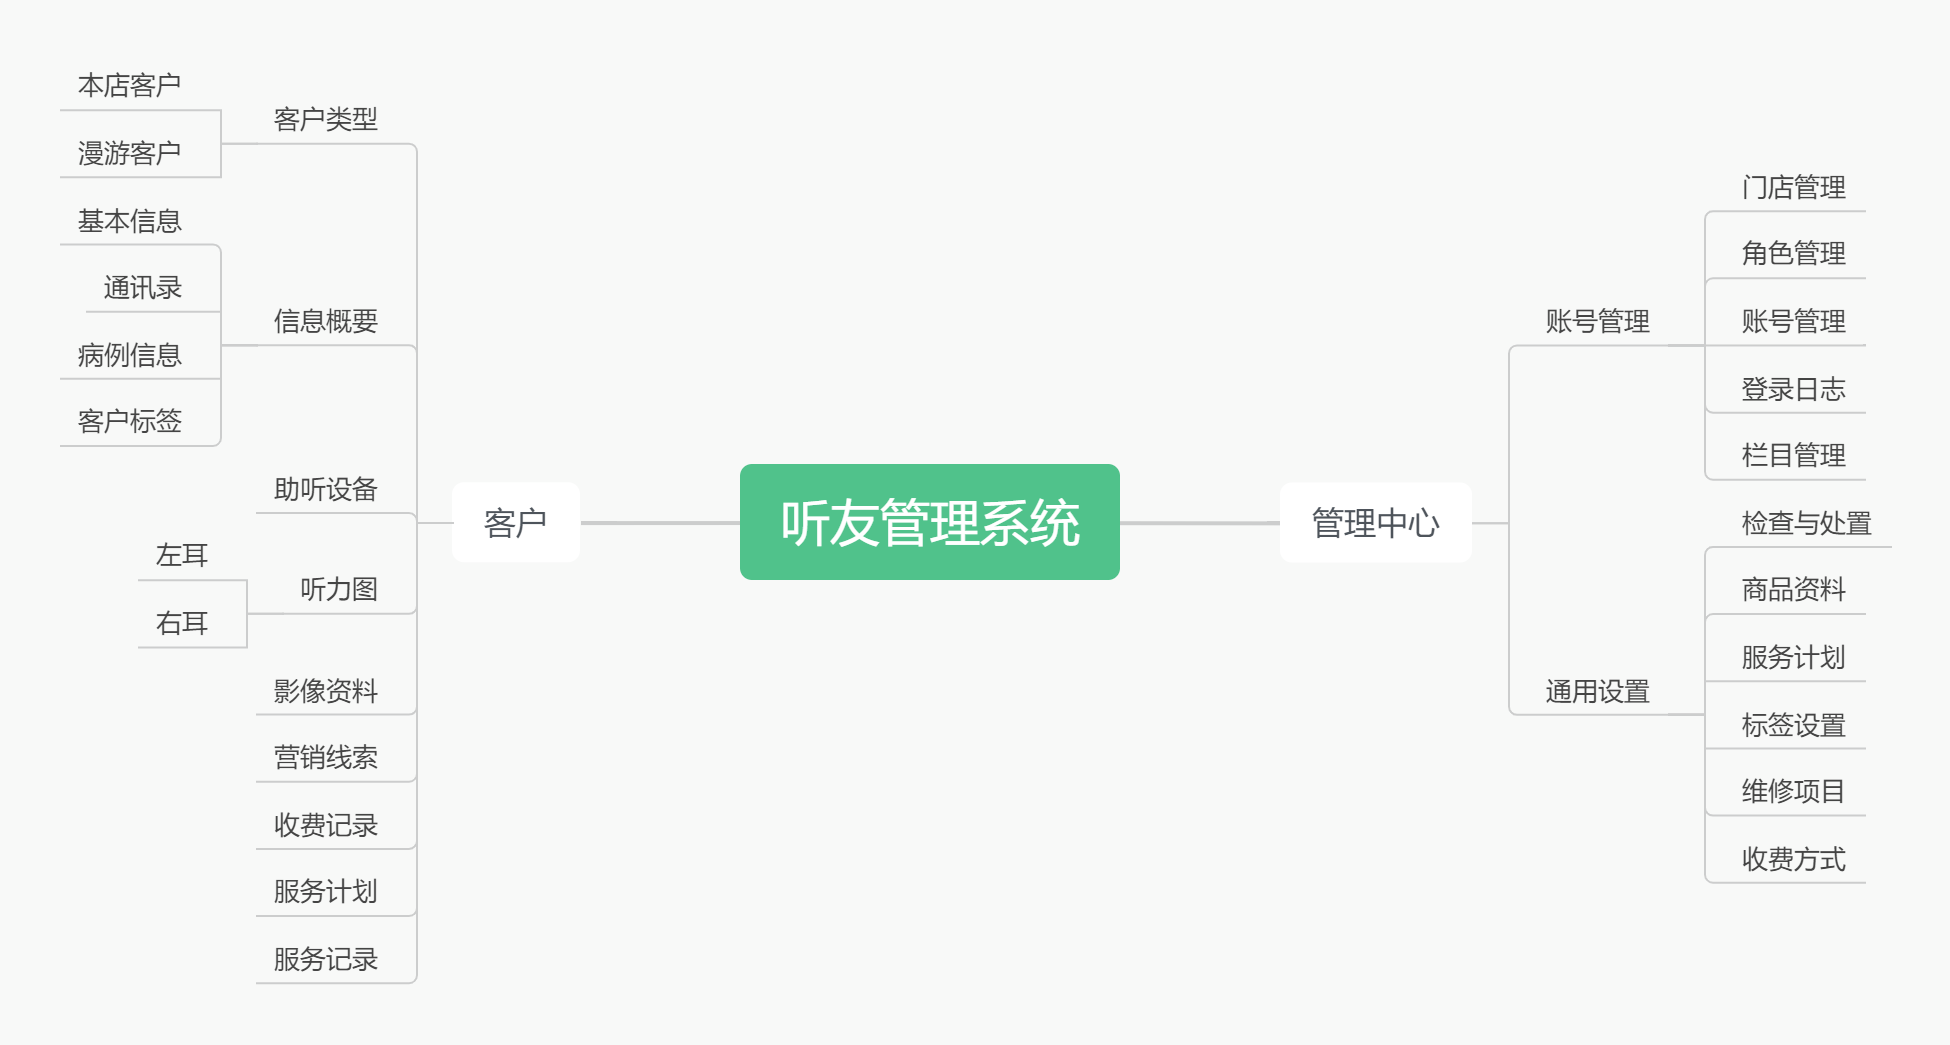 听友管理系统
客户
客户类型
本店客户
漫游客户
信息概要
基本信息
通讯录
病例信息
客户标签
助听设备
听力图
左耳
右耳
影像资料
营销线索
收费记录
服务计划
服务记录
管理中心
账号管理
门店管理
角色管理
账号管理
登录日志
栏目管理
通用设置
检查与处置
商品资料
服务计划
标签设置
维修项目
收费方式